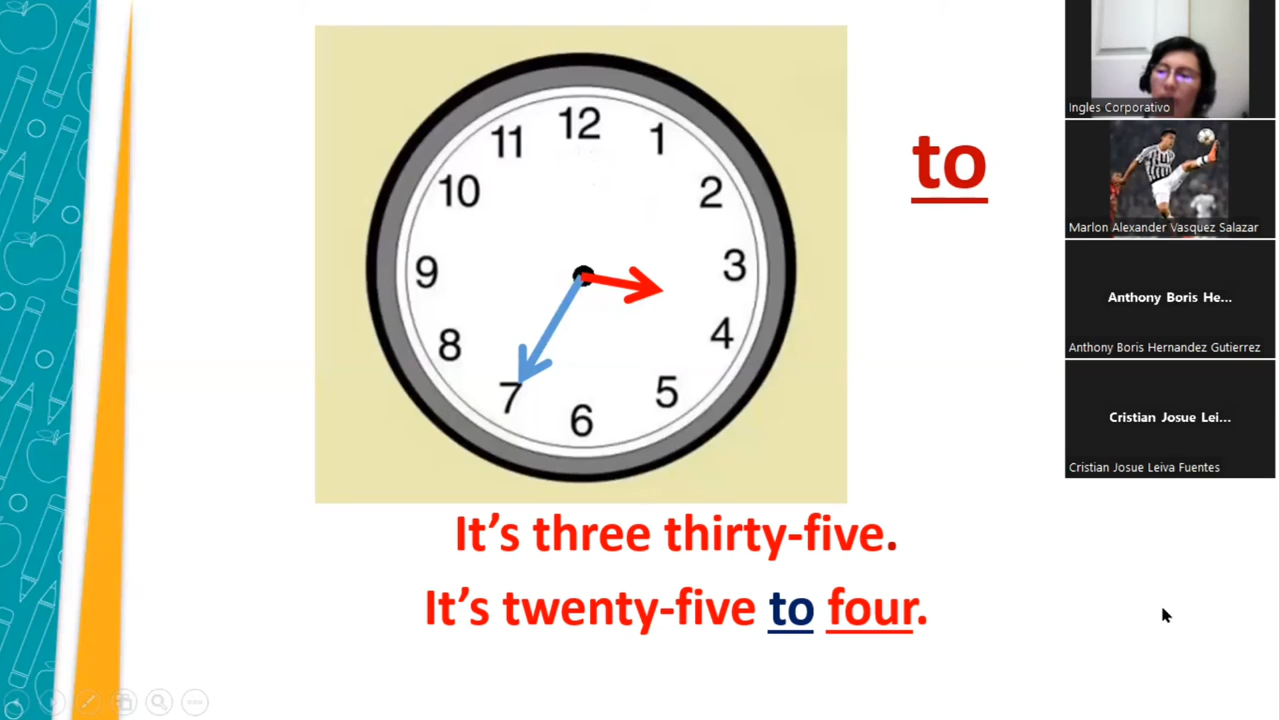 12
11
1
10
2
9
3
8
4
7
5
6
to
It's three thirty-five.
It's twenty-five to four.
Ingles Corporativo
Marlon Alexander Vasquez Salazar
Anthony Boris He...
Anthony Boris Hernandez Gutierrez
Cristian Josue Lei...
Cristian Josue Leiva Fuentes